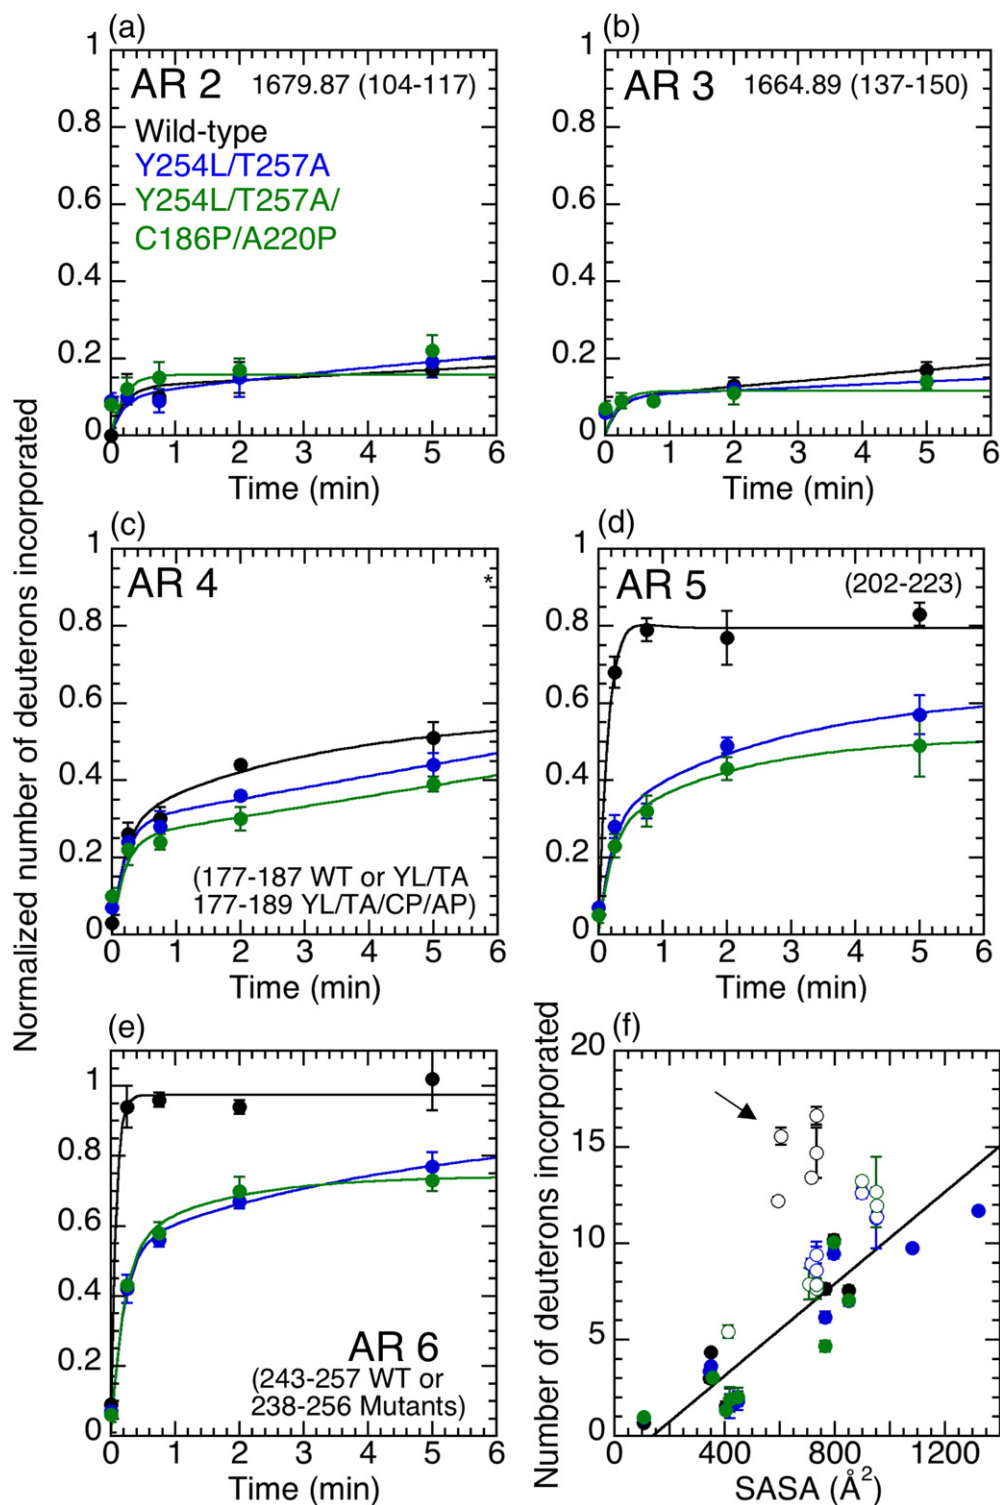 (a)
1
AR 2 1679.87 (104-117)
0.8
Wild-type
Y254L/T257A
Y254L/T257A/
C186P/A220P
0.6
0.4
0.2
0
0 1 2 3 4 5 6
Time (min)
(b)
1
AR 3 1664.89 (137-150)
0.8
0.6
0.4
0.2
0
0 1 2 3 4 5 6
Time (min)
Normalized number of deuterons incorporated
(c)
1
AR 4 *
0.8
0.6
0.4
0.2
(177-187 WT or YL/TA
177-189 YL/TA/CP/AP)
0
0 1 2 3 4 5 6
Time (min)
(d)
1
AR 5 (202-223)
0.8
0.6
0.4
0.2
0
0 1 2 3 4 5 6
Time (min)
(e)
1
0.8
0.6
0.4
0.2
AR 6
(243-257 WT or
238-256 Mutants)
0
0 1 2 3 4 5 6
Time (min)
(f)
Number of deuterons incorporated
20
15
10
5
0
0 400 800 1200
SASA (Å²)